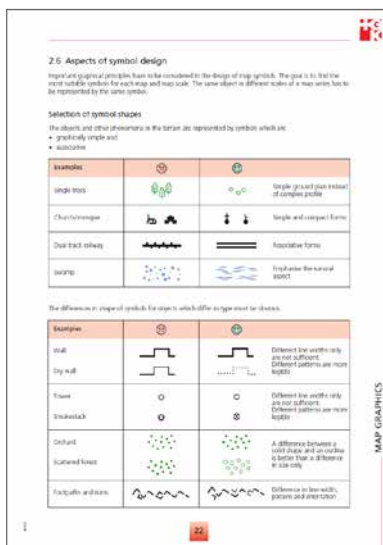 2.6 Aspects of symbol design
Important graphical principles have to be considered in the design of map symbols. The goal is to find the
most suitable symbols for each map and map scale. The same object in different scales of a map series has to
be represented by the same symbol.
Selection of symbol shapes
The objects and other phenomena in the terrain are represented by symbols which are
• graphically simple and
• associative
Examples
Single trees
Simple ground plan instead
of complex profile
Church/mosque
Simple and compact forms
Dual track railway
Associative forms
Swamp
Emphasise the natural
aspect
The differences in shape of symbols for objects which differ in type must be obvious.
Examples
Wall
Different line widths only
are not sufficient.
Dry wall
Different patterns are more
legible
Tower
Different line widths only
are not sufficient.
Smokestack
Different patterns are more
legible
Orchard
A difference between a
solid shape and an outline
Scattered forest
is better than a difference
in size only
Footpaths and ruins
Difference in line width,
pattern and orientation
MAP GRAPHICS
22